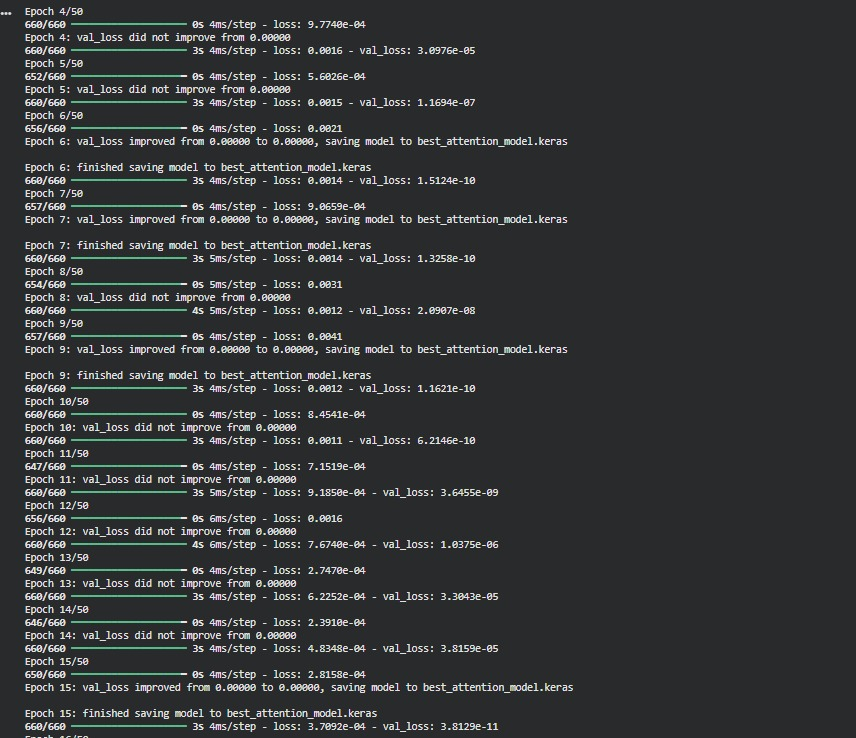 Epoch 4/50
660/660 ━━━━━━━━━━━━━━━━━━━━ 0s 4ms/step - loss: 9.7740e-04
Epoch 4: val_loss did not improve from 0.00000
660/660 ━━━━━━━━━━━━━━━━━━━━ 3s 4ms/step - loss: 0.0016 - val_loss: 3.0976e-05
Epoch 5/50
652/660 ━━━━━━━━━━━━━━━━━━━━ 0s 4ms/step - loss: 5.6026e-04
Epoch 5: val_loss did not improve from 0.00000
660/660 ━━━━━━━━━━━━━━━━━━━━ 3s 4ms/step - loss: 0.0015 - val_loss: 1.1694e-07
Epoch 6/50
656/660 ━━━━━━━━━━━━━━━━━━━━ 0s 4ms/step - loss: 0.0021
Epoch 6: val_loss improved from 0.00000 to 0.00000, saving model to best_attention_model.keras
Epoch 6: finished saving model to best_attention_model.keras
660/660 ━━━━━━━━━━━━━━━━━━━━ 3s 4ms/step - loss: 0.0014 - val_loss: 1.5124e-10
Epoch 7/50
657/660 ━━━━━━━━━━━━━━━━━━━━ 0s 4ms/step - loss: 9.0659e-04
Epoch 7: val_loss improved from 0.00000 to 0.00000, saving model to best_attention_model.keras
Epoch 7: finished saving model to best_attention_model.keras
660/660 ━━━━━━━━━━━━━━━━━━━━ 3s 5ms/step - loss: 0.0014 - val_loss: 1.3258e-10
Epoch 8/50
654/660 ━━━━━━━━━━━━━━━━━━━━ 0s 5ms/step - loss: 0.0031
Epoch 8: val_loss did not improve from 0.00000
660/660 ━━━━━━━━━━━━━━━━━━━━ 4s 5ms/step - loss: 0.0012 - val_loss: 2.0907e-08
Epoch 9/50
657/660 ━━━━━━━━━━━━━━━━━━━━ 0s 4ms/step - loss: 0.0041
Epoch 9: val_loss improved from 0.00000 to 0.00000, saving model to best_attention_model.keras
Epoch 9: finished saving model to best_attention_model.keras
660/660 ━━━━━━━━━━━━━━━━━━━━ 3s 4ms/step - loss: 0.0012 - val_loss: 1.1621e-10
Epoch 10/50
660/660 ━━━━━━━━━━━━━━━━━━━━ 0s 4ms/step - loss: 8.4541e-04
Epoch 10: val_loss did not improve from 0.00000
660/660 ━━━━━━━━━━━━━━━━━━━━ 3s 4ms/step - loss: 0.0011 - val_loss: 6.2146e-10
Epoch 11/50
647/660 ━━━━━━━━━━━━━━━━━━━━ 0s 4ms/step - loss: 7.1519e-04
Epoch 11: val_loss did not improve from 0.00000
660/660 ━━━━━━━━━━━━━━━━━━━━ 3s 5ms/step - loss: 9.1850e-04 - val_loss: 3.6455e-09
Epoch 12/50
656/660 ━━━━━━━━━━━━━━━━━━━━ 0s 6ms/step - loss: 0.0016
Epoch 12: val_loss did not improve from 0.00000
660/660 ━━━━━━━━━━━━━━━━━━━━ 4s 6ms/step - loss: 7.6740e-04 - val_loss: 1.0375e-06
Epoch 13/50
649/660 ━━━━━━━━━━━━━━━━━━━━ 0s 4ms/step - loss: 2.7470e-04
Epoch 13: val_loss did not improve from 0.00000
660/660 ━━━━━━━━━━━━━━━━━━━━ 3s 4ms/step - loss: 6.2252e-04 - val_loss: 3.3043e-05
Epoch 14/50
646/660 ━━━━━━━━━━━━━━━━━━━━ 0s 4ms/step - loss: 2.3910e-04
Epoch 14: val_loss did not improve from 0.00000
660/660 ━━━━━━━━━━━━━━━━━━━━ 3s 4ms/step - loss: 4.8348e-04 - val_loss: 3.8159e-05
Epoch 15/50
650/660 ━━━━━━━━━━━━━━━━━━━━ 0s 4ms/step - loss: 2.8158e-04
Epoch 15: val_loss improved from 0.00000 to 0.00000, saving model to best_attention_model.keras
Epoch 15: finished saving model to best_attention_model.keras
660/660 ━━━━━━━━━━━━━━━━━━━━ 3s 4ms/step - loss: 3.7092e-04 - val_loss: 3.8129e-11